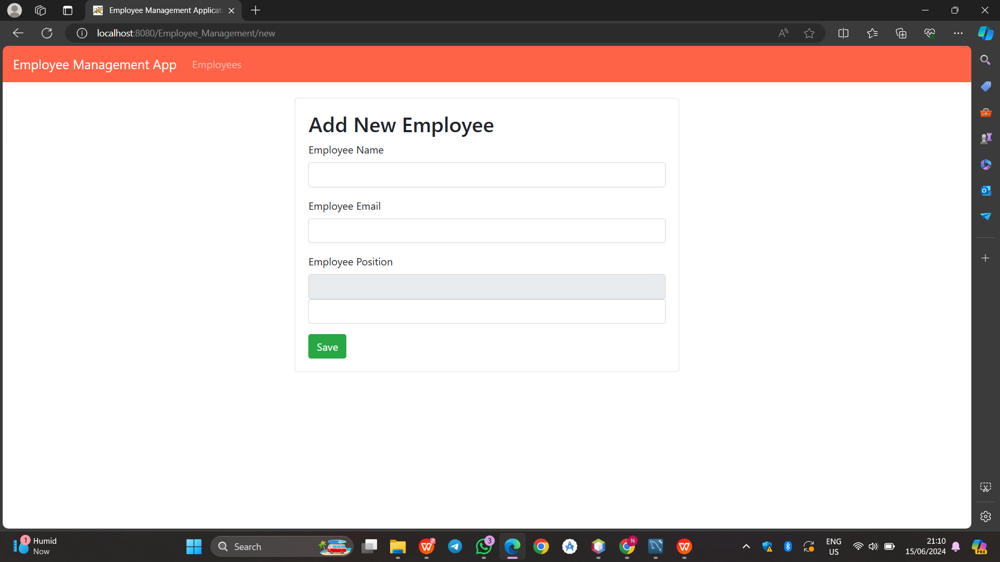 Employee Management Applicat
localhost:8080/Employee_Management/new
Employee Management App
Employees
Add New Employee
Employee Name
Employee Email
Employee Position
Save
1
Humid
Now
Search
3
N
ENG
US
21:10
15/06/2024
PRE